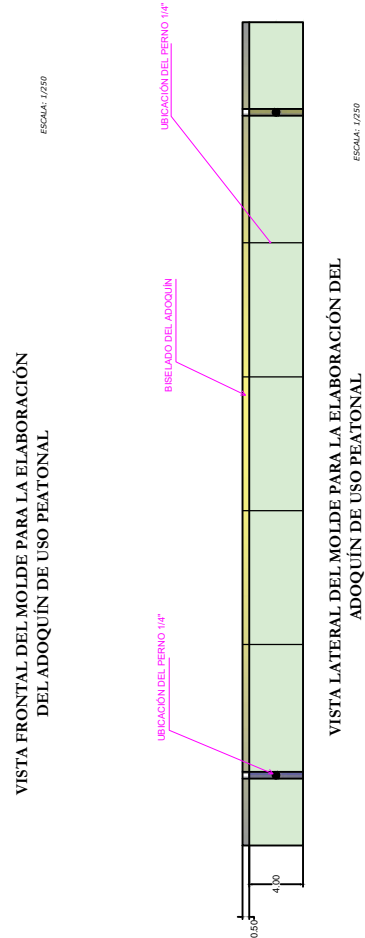 VISTA FRONTAL DEL MOLDE PARA LA ELABORACIÓN
DEL ADOQUÍN DE USO PEATONAL
ESCALA: 1/250
UBICACIÓN DEL PERNO 1/4"
BISELADO DEL ADOQUÍN
UBICACIÓN DEL PERNO 1/4"
0.50
4.00
VISTA LATERAL DEL MOLDE PARA LA ELABORACIÓN DEL
ADOQUÍN DE USO PEATONAL
ESCALA: 1/250